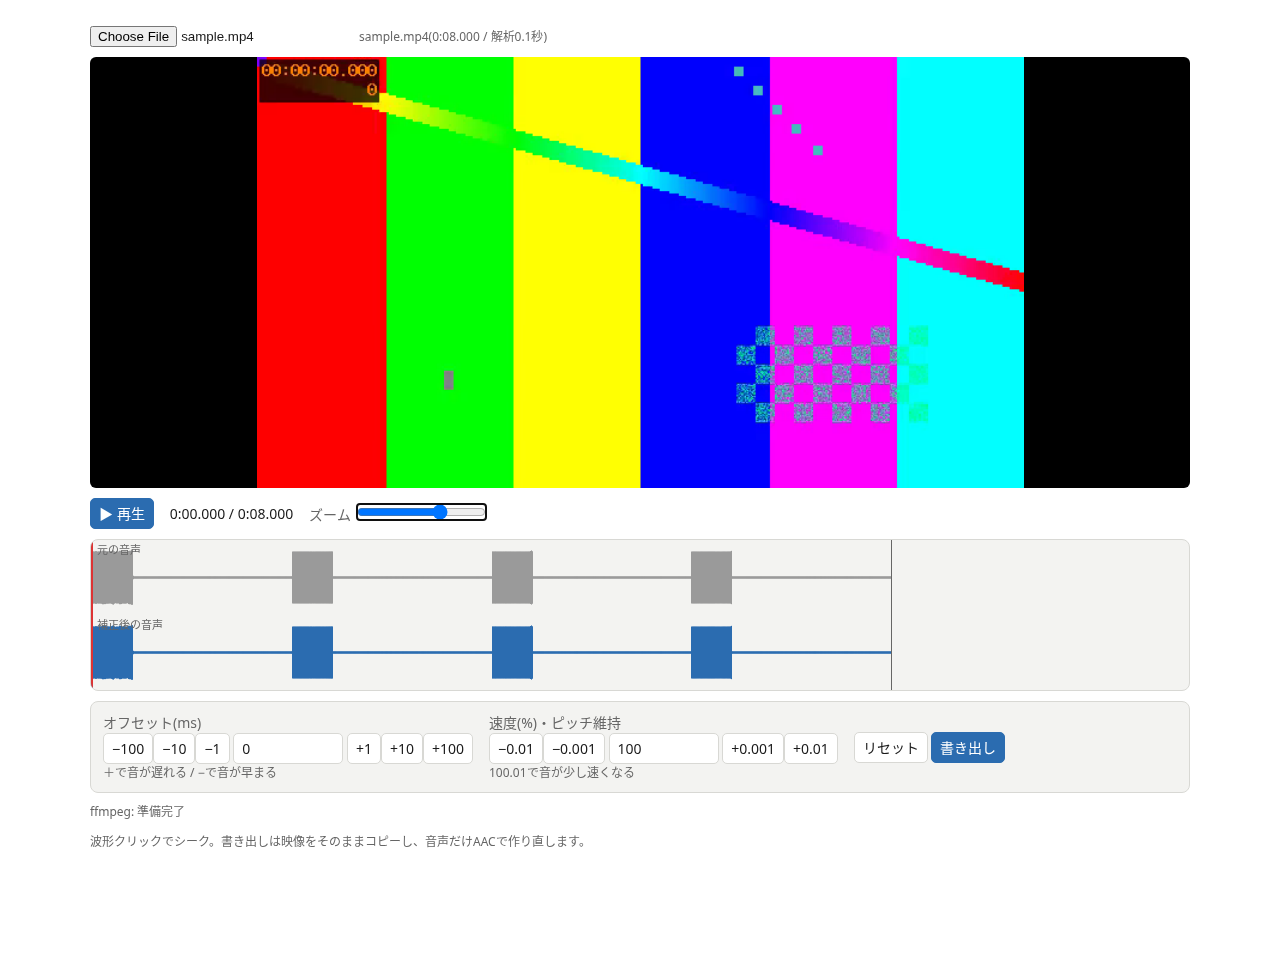 Choose File sample.mp4 sample.mp4(0:08.000 / 解析0.1秒)
00:00:00.000
0
▶ 再生 0:00.000 / 0:08.000 ズーム
元の音声
補正後の音声
オフセット(ms) 速度(%)・ピッチ維持
−100 −10 −1 0 +1 +10 +100 −0.01 −0.001 100 +0.001 +0.01 リセット 書き出し
＋で音が遅れる / −で音が早まる 100.01で音が少し速くなる
ffmpeg: 準備完了
波形クリックでシーク。書き出しは映像をそのままコピーし、音声だけAACで作り直します。